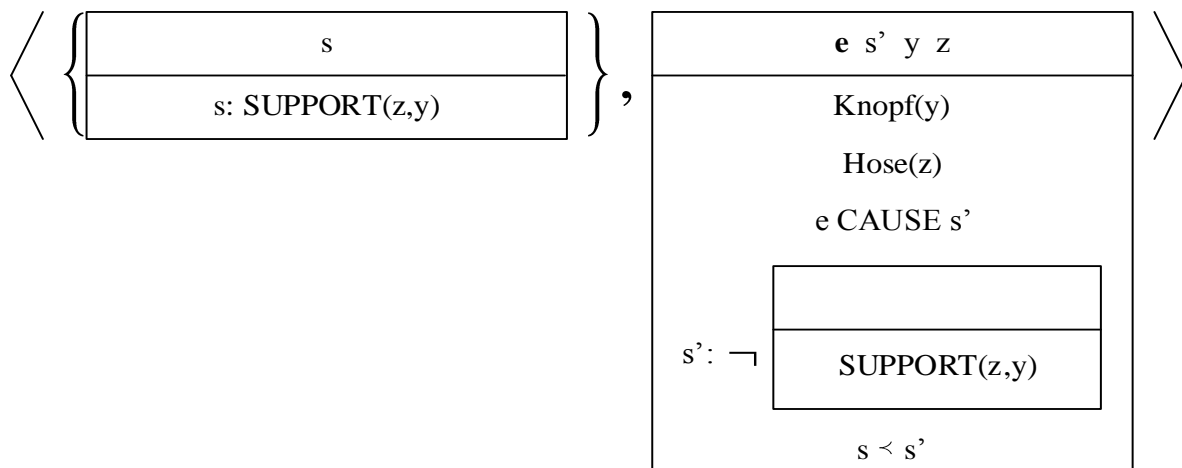 s
s: SUPPORT(z,y)
,
e s’ y z
Knopf(y)
Hose(z)
e CAUSE s’
s’: ¬
SUPPORT(z,y)
s ≺ s’